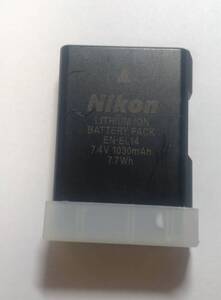 Nikon
LITHIUM ION
BATTERY PACK
EN-EL14
7.4V 1030mAh
7.7Wh